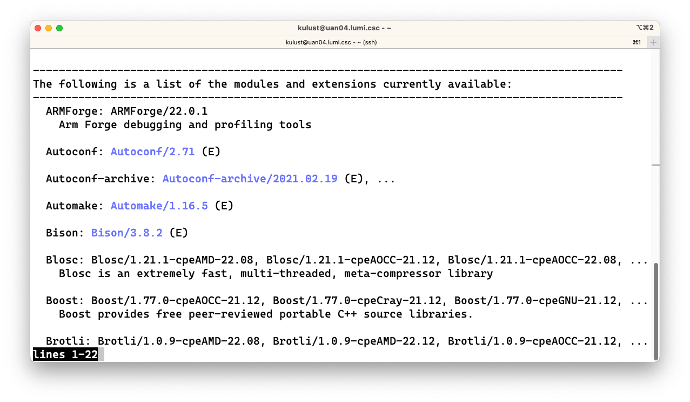 kulust@uan04.lumi.csc - ~
⌥⌘2
kulust@uan04.lumi.csc - ~ (ssh)
⌘1 +
---------------------------------------------------------------------------------------
The following is a list of the modules and extensions currently available:
---------------------------------------------------------------------------------------
ARMForge: ARMForge/22.0.1
Arm Forge debugging and profiling tools
Autoconf: Autoconf/2.71 (E)
Autoconf-archive: Autoconf-archive/2021.02.19 (E), ...
Automake: Automake/1.16.5 (E)
Bison: Bison/3.8.2 (E)
Blosc: Blosc/1.21.1-cpeAMD-22.08, Blosc/1.21.1-cpeAOCC-21.12, Blosc/1.21.1-cpeAOCC-22.08, ...
Blosc is an extremely fast, multi-threaded, meta-compressor library
Boost: Boost/1.77.0-cpeAOCC-21.12, Boost/1.77.0-cpeCray-21.12, Boost/1.77.0-cpeGNU-21.12, ...
Boost provides free peer-reviewed portable C++ source libraries.
Brotli: Brotli/1.0.9-cpeAMD-22.08, Brotli/1.0.9-cpeAMD-22.12, Brotli/1.0.9-cpeAOCC-21.12, ...
lines 1-22